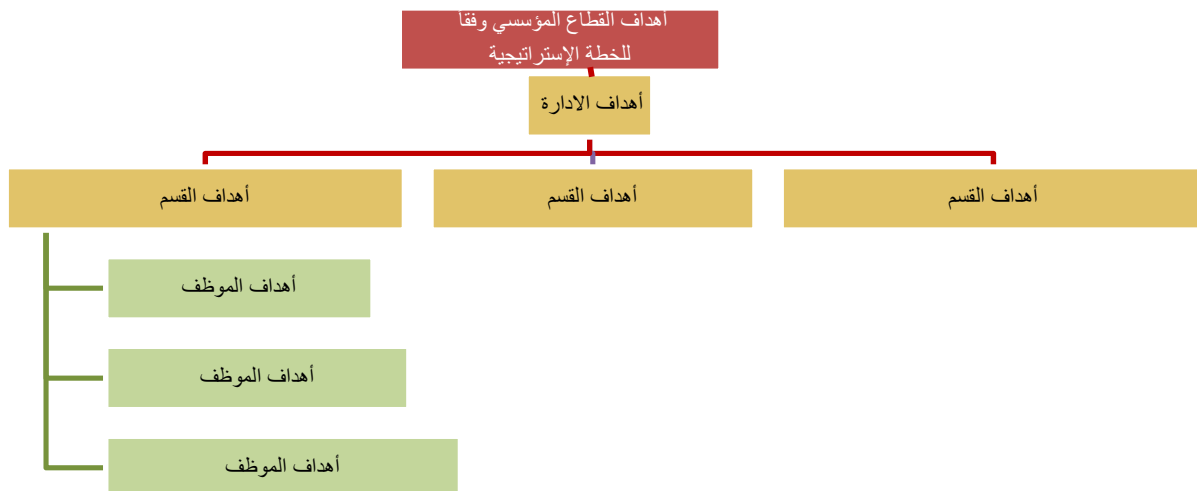 أهداف القطاع المؤسسي وفقاً
للخطة الإستراتيجية
أهداف الادارة
أهداف القسم
أهداف القسم
أهداف القسم
أهداف الموظف
أهداف الموظف
أهداف الموظف